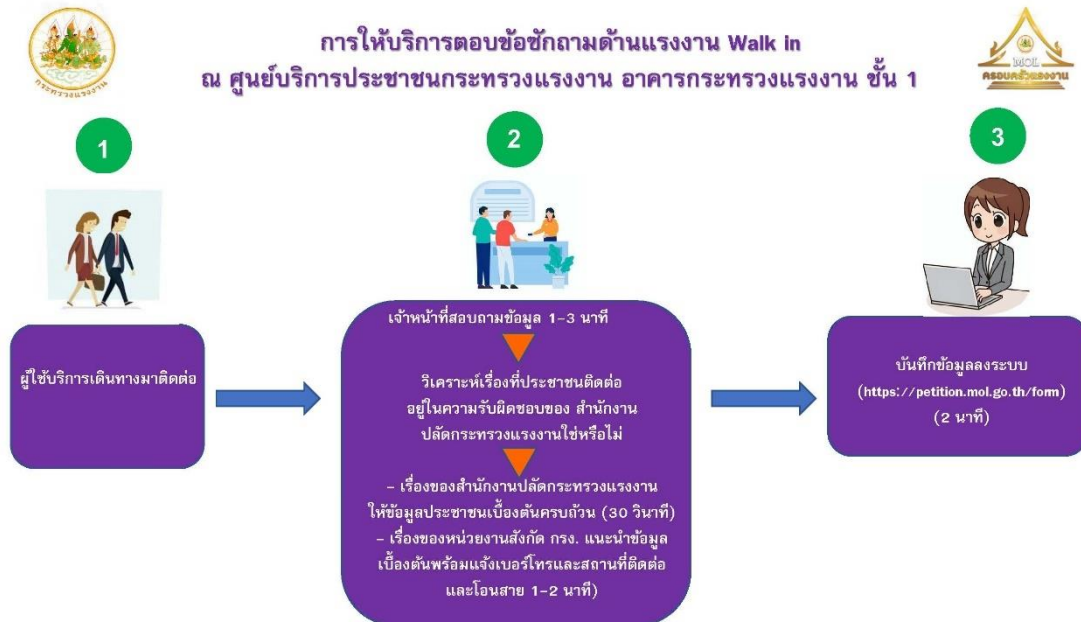 การให้บริการตอบข้อซักถามด้านแรงงาน Walk in
ณ ศูนย์บริการประชาชนกระทรวงแรงงาน อาคารกระทรวงแรงงาน ชั้น 1
กระทรวงแรงงาน
MOL
ครอบครัวแรงงาน
1
2
3
ผู้ใช้บริการเดินทางมาติดต่อ
เจ้าหน้าที่สอบถามข้อมูล 1-3 นาที
วิเคราะห์เรื่องที่ประชาชนติดต่อ
อยู่ในความรับผิดชอบของ สำนักงาน
ปลัดกระทรวงแรงงานใช่หรือไม่
- เรื่องของสำนักงานปลัดกระทรวงแรงงาน
ให้ข้อมูลประชาชนเบื้องต้นครบถ้วน (30 วินาที)
- เรื่องของหน่วยงานสังกัด กรง. แนะนำข้อมูล
เบื้องต้นพร้อมแจ้งเบอร์โทรและสถานที่ติดต่อ
และโอนสาย 1-2 นาที)
บันทึกข้อมูลลงระบบ
(https://petition.mol.go.th/form)
(2 นาที)